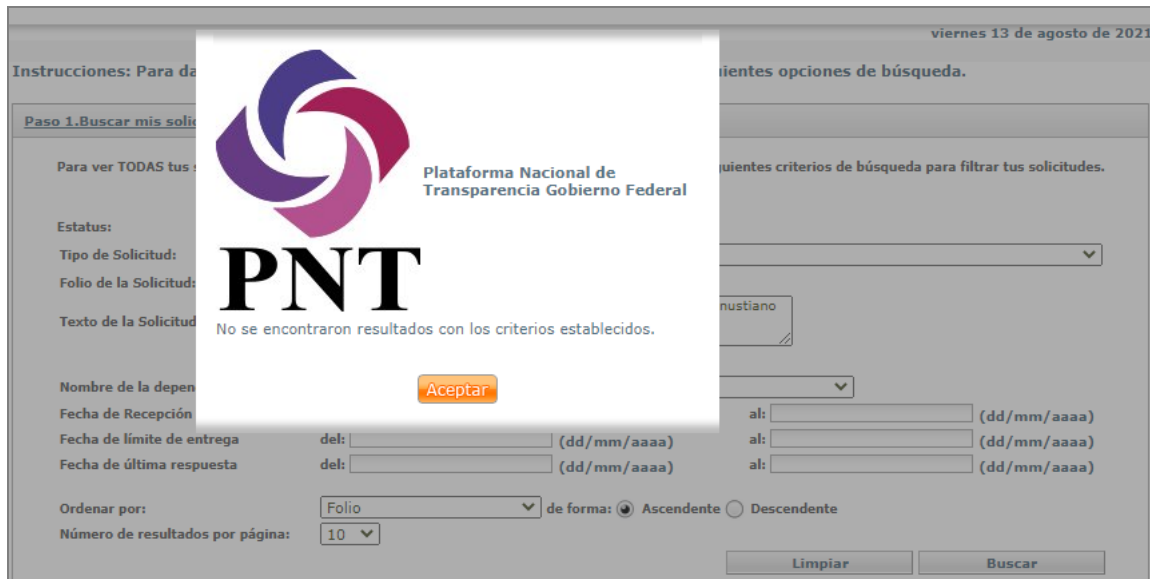 viernes 13 de agosto de 2021
Instrucciones: Para da
uientes opciones de búsqueda.
Paso 1.Buscar mis solic
Para ver TODAS tus s
guientes criterios de búsqueda para filtrar tus solicitudes.
Plataforma Nacional de
Transparencia Gobierno Federal
PNT
Estatus:
Tipo de Solicitud:
Folio de la Solicitud:
Texto de la Solicitud
nustiano
No se encontraron resultados con los criterios establecidos.
Aceptar
Nombre de la depen
Fecha de Recepción
al: (dd/mm/aaaa)
Fecha de límite de entrega del: (dd/mm/aaaa) al: (dd/mm/aaaa)
Fecha de última respuesta del: (dd/mm/aaaa) al: (dd/mm/aaaa)
Ordenar por: Folio de forma: Ascendente Descendente
Número de resultados por página: 10
Limpiar Buscar